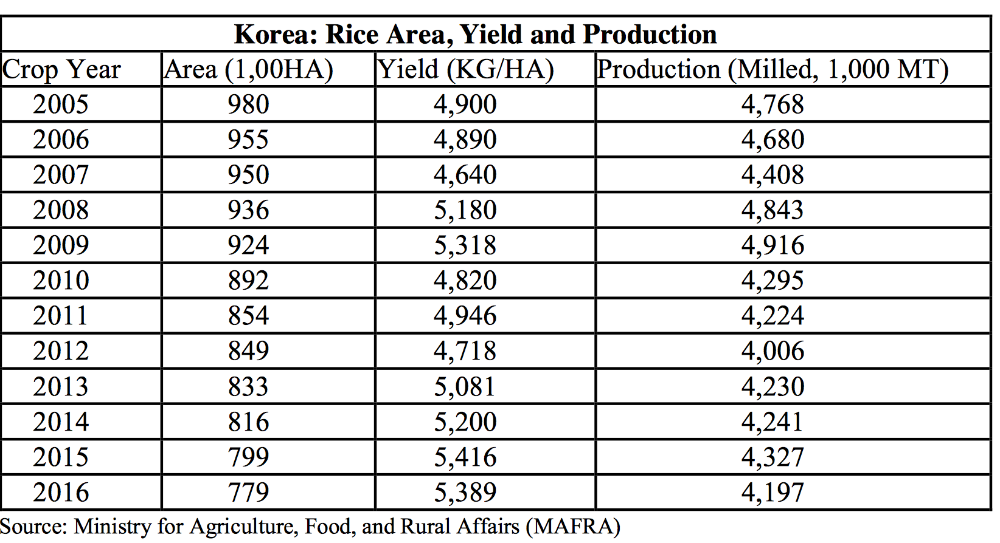 Korea: Rice Area, Yield and Production
Crop Year Area (1,00HA) Yield (KG/HA) Production (Milled, 1,000 MT)
2005 980 4,900 4,768
2006 955 4,890 4,680
2007 950 4,640 4,408
2008 936 5,180 4,843
2009 924 5,318 4,916
2010 892 4,820 4,295
2011 854 4,946 4,224
2012 849 4,718 4,006
2013 833 5,081 4,230
2014 816 5,200 4,241
2015 799 5,416 4,327
2016 779 5,389 4,197
Source: Ministry for Agriculture, Food, and Rural Affairs (MAFRA)